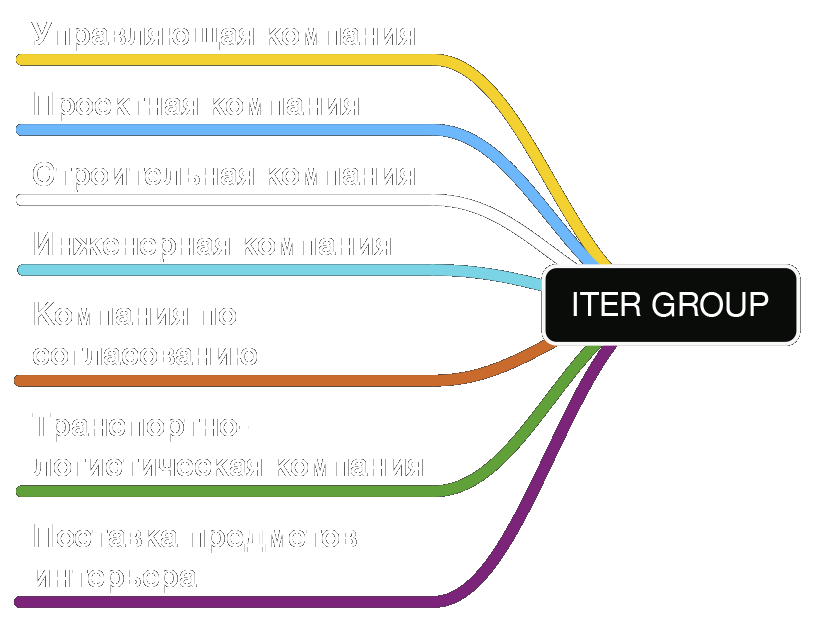 Управляющая компания
Проектная компания
Строительная компания
Инженерная компания
Компания по
согласованию
Транспортно-
логистическая компания
Поставка предметов
интерьера
ITER GROUP